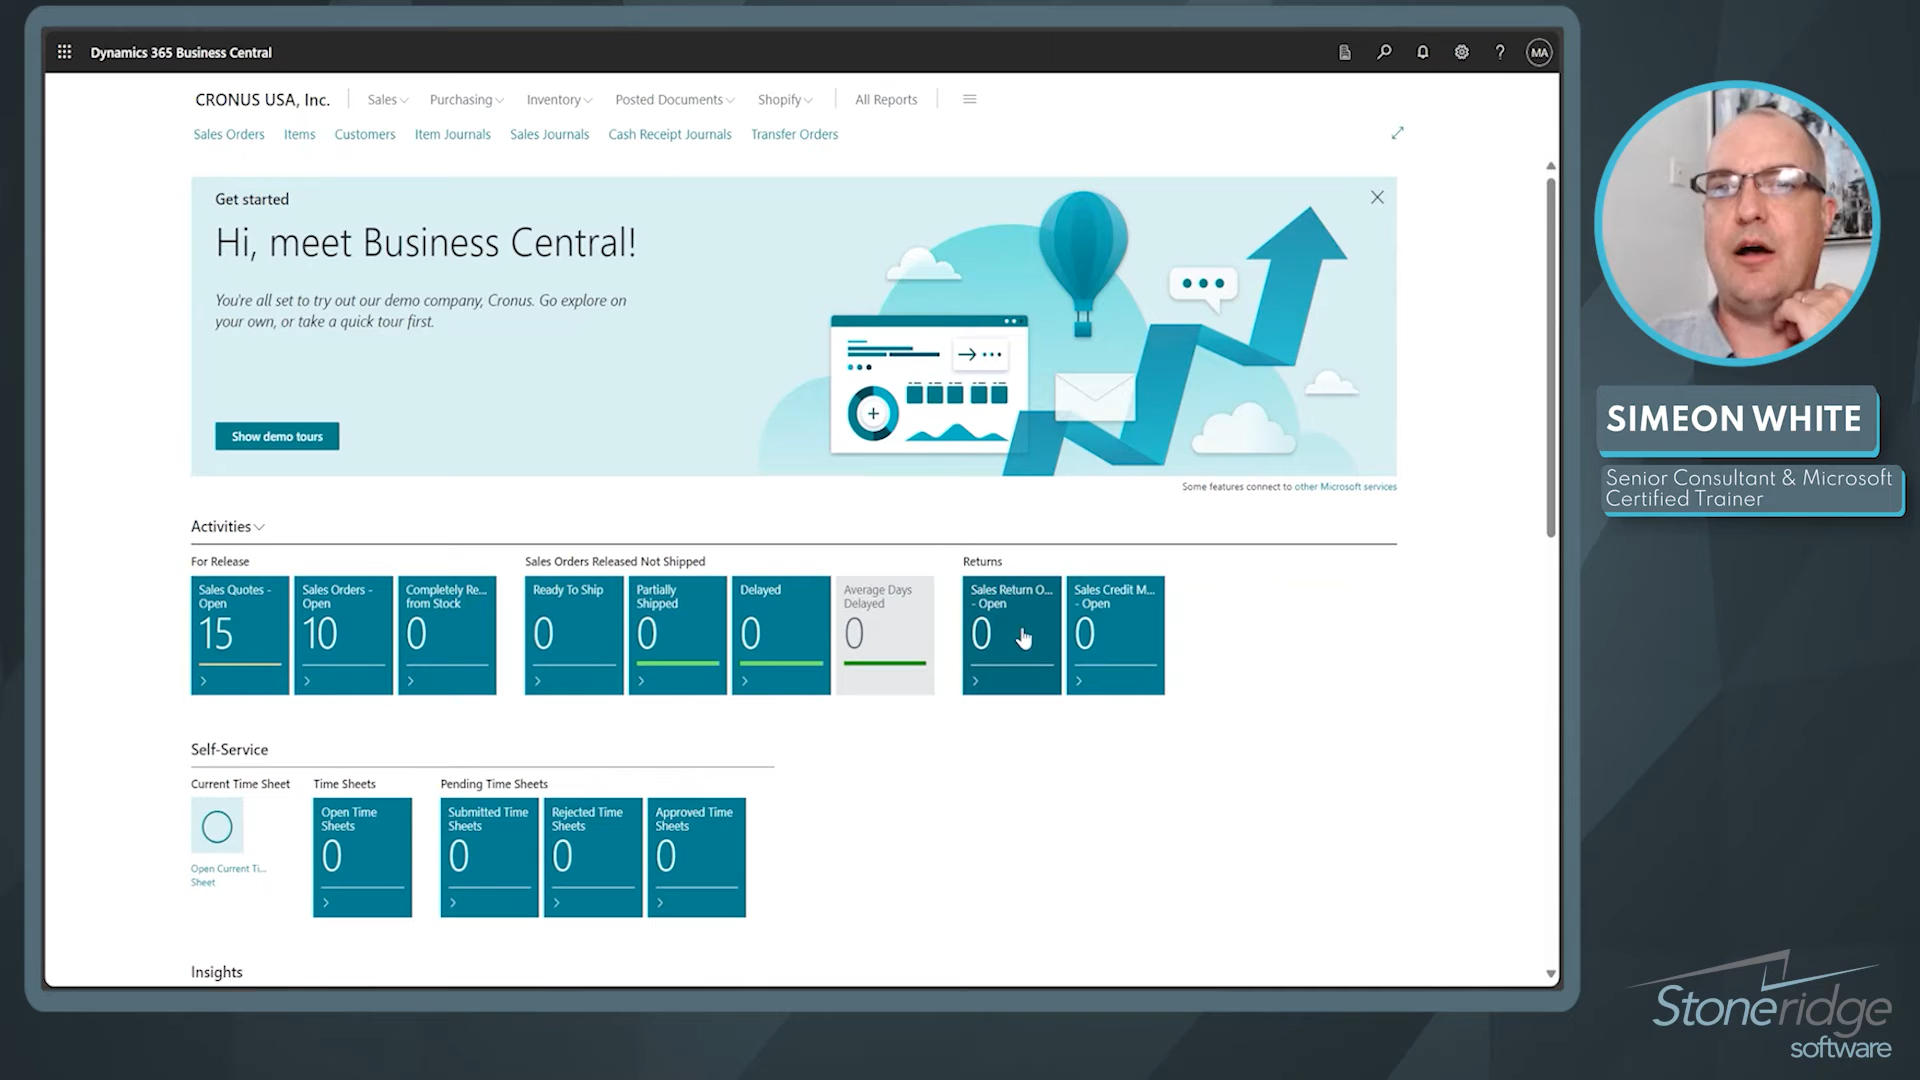 Dynamics 365 Business Central
MA
CRONUS USA, Inc.
Sales
Purchasing
Inventory
Posted Documents
Shopify
All Reports
Sales Orders
Items
Customers
Item Journals
Sales Journals
Cash Receipt Journals
Transfer Orders
Get started
Hi, meet Business Central!
You're all set to try out our demo company, Cronus. Go explore on
your own, or take a quick tour first.
Show demo tours
Some features connect to other Microsoft services
Activities
For Release
Sales Quotes -
Open
15
Sales Orders -
Open
10
Completely Re...
from Stock
0
Sales Orders Released Not Shipped
Ready To Ship
0
Partially
Shipped
0
Delayed
0
Average Days
Delayed
0
Returns
Sales Return O...
- Open
0
Sales Credit M...
- Open
0
Self-Service
Current Time Sheet
Open Current Ti...
Sheet
Time Sheets
Open Time
Sheets
0
Pending Time Sheets
Submitted Time
Sheets
0
Rejected Time
Sheets
0
Approved Time
Sheets
0
Insights
SIMEON WHITE
Senior Consultant & Microsoft
Certified Trainer
Stoneridge
software